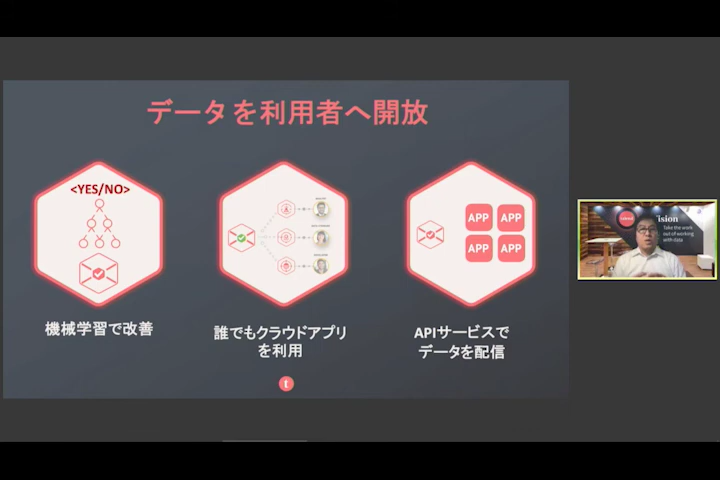 データを利用者へ開放
<YES/NO>
機械学習で改善
誰でもクラウドアプリ
を利用
APP APP
APP APP
APIサービスで
データを配信
t
ision
Take the work
out of working
with data